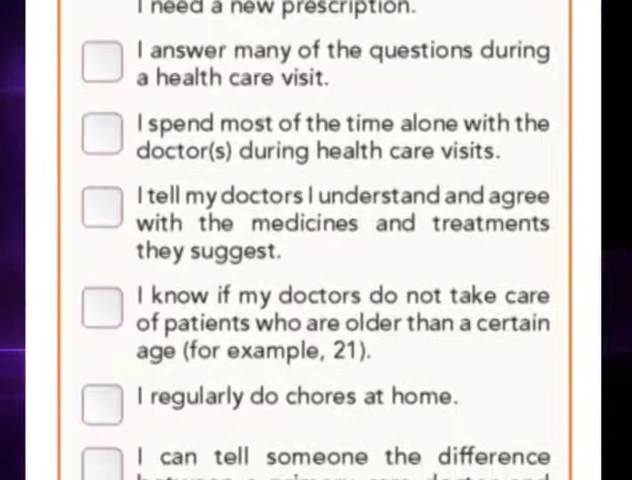 I need a new prescription.
I answer many of the questions during
a health care visit.
I spend most of the time alone with the
doctor(s) during health care visits.
I tell my doctors I understand and agree
with the medicines and treatments
they suggest.
I know if my doctors do not take care
of patients who are older than a certain
age (for example, 21).
I regularly do chores at home.
I can tell someone the difference